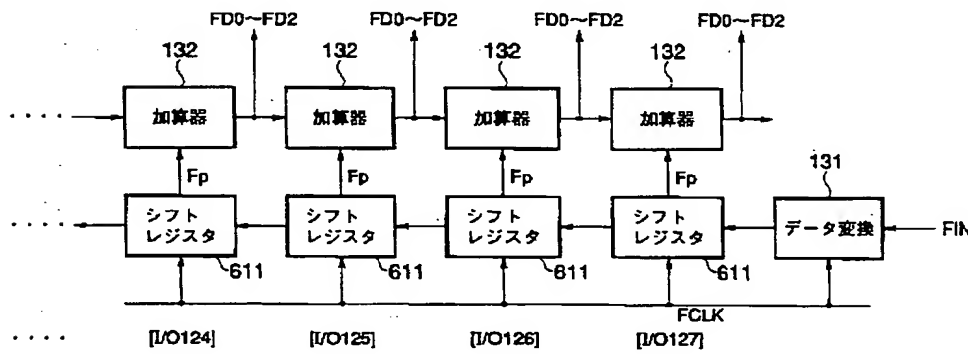 FD0～FD2 FD0～FD2 FD0～FD2 FD0～FD2
132 132 132 132
・・・・ 加算器 加算器 加算器 加算器
Fp Fp Fp Fp 131
・・・・ シフト
レジスタ シフト
レジスタ シフト
レジスタ シフト
レジスタ データ変換 FIN
611 611 611 611
FCLK
・・・・ [I/O124] [I/O125] [I/O126] [I/O127]